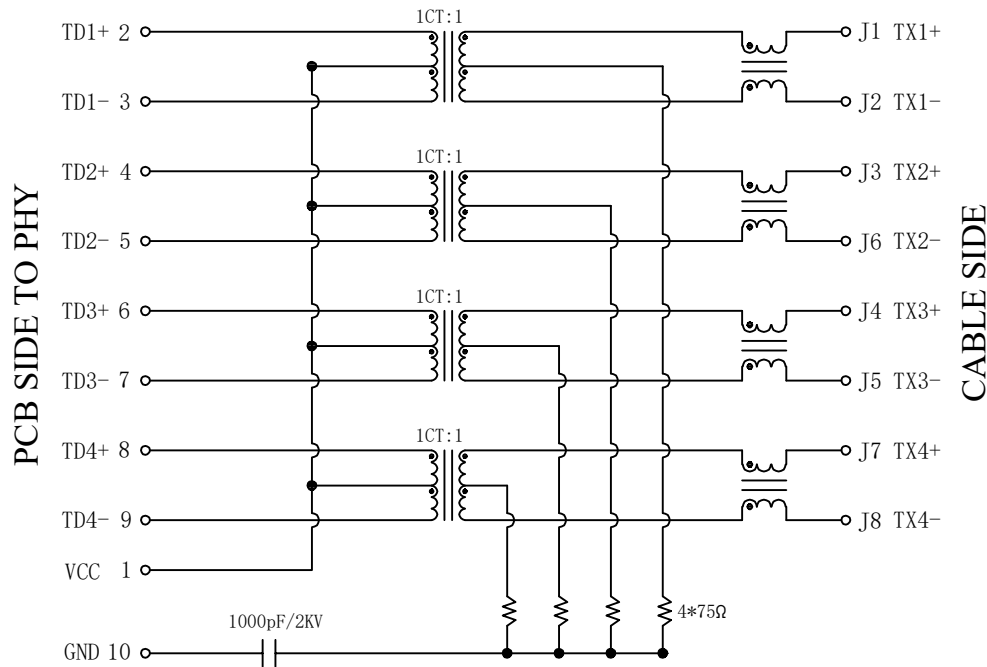 1CT:1
TD1+ 2
J1 TX1+
TD1- 3
J2 TX1-
1CT:1
TD2+ 4
J3 TX2+
TD2- 5
J6 TX2-
1CT:1
TD3+ 6
J4 TX3+
TD3- 7
J5 TX3-
1CT:1
TD4+ 8
J7 TX4+
TD4- 9
J8 TX4-
VCC 1
4*75Ω
1000pF/2KV
GND 10
PCB SIDE TO PHY
CABLE SIDE